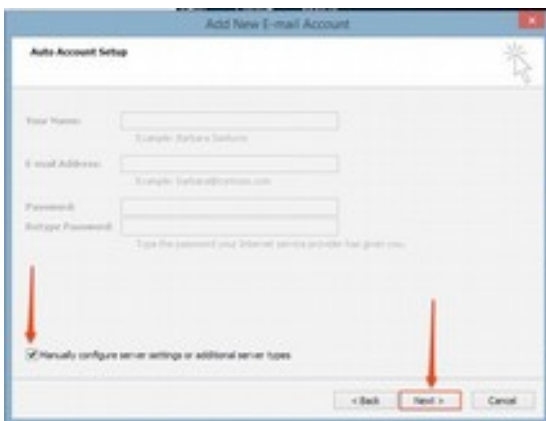 Add New E-mail Account
Auto Account Setup
Your Name:
Example: Barbara Sankovic
E-mail Address:
Example: barbara@contoso.com
Password:
Retype Password:
Type the password your Internet service provider has given you.
Manually configure server settings or additional server types
< Back Next > Cancel